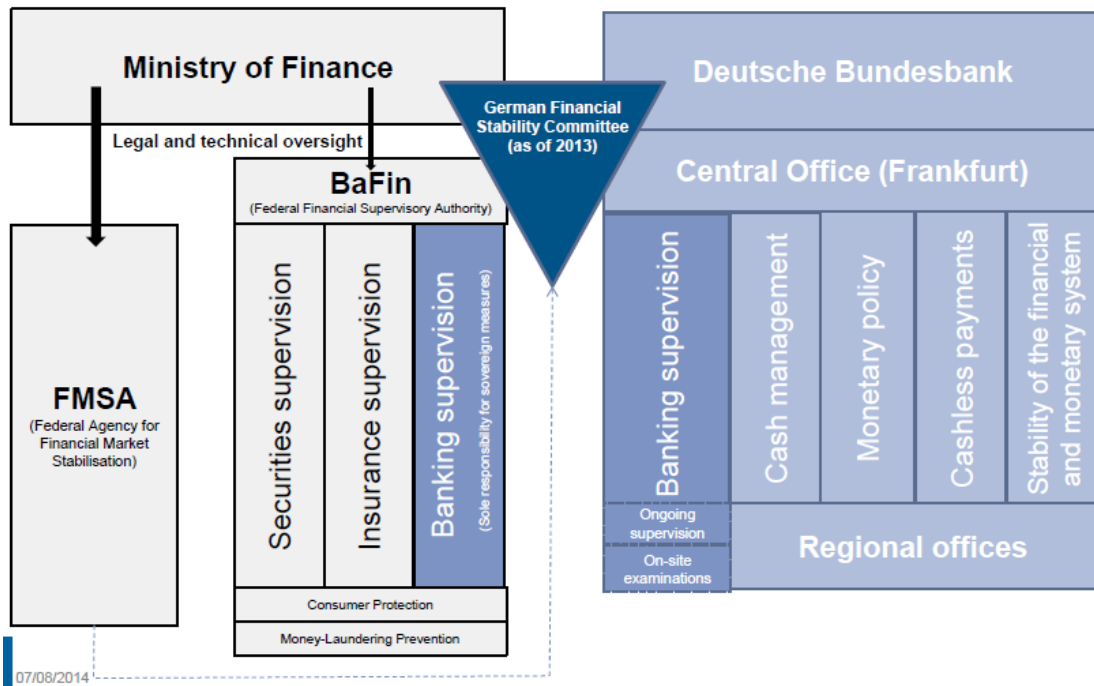 Ministry of Finance
Legal and technical oversight
BaFin
(Federal Financial Supervisory Authority)
Securities supervision
Insurance supervision
Banking supervision
(Sole responsibility for sovereign measures)
Consumer Protection
Money-Laundering Prevention
FMSA
(Federal Agency for
Financial Market
Stabilisation)
German Financial
Stability Committee
(as of 2013)
Deutsche Bundesbank
Central Office (Frankfurt)
Banking supervision
Cash management
Monetary policy
Cashless payments
Stability of the financial
and monetary system
Ongoing
supervision
On-site
examinations
Regional offices
07/08/2014